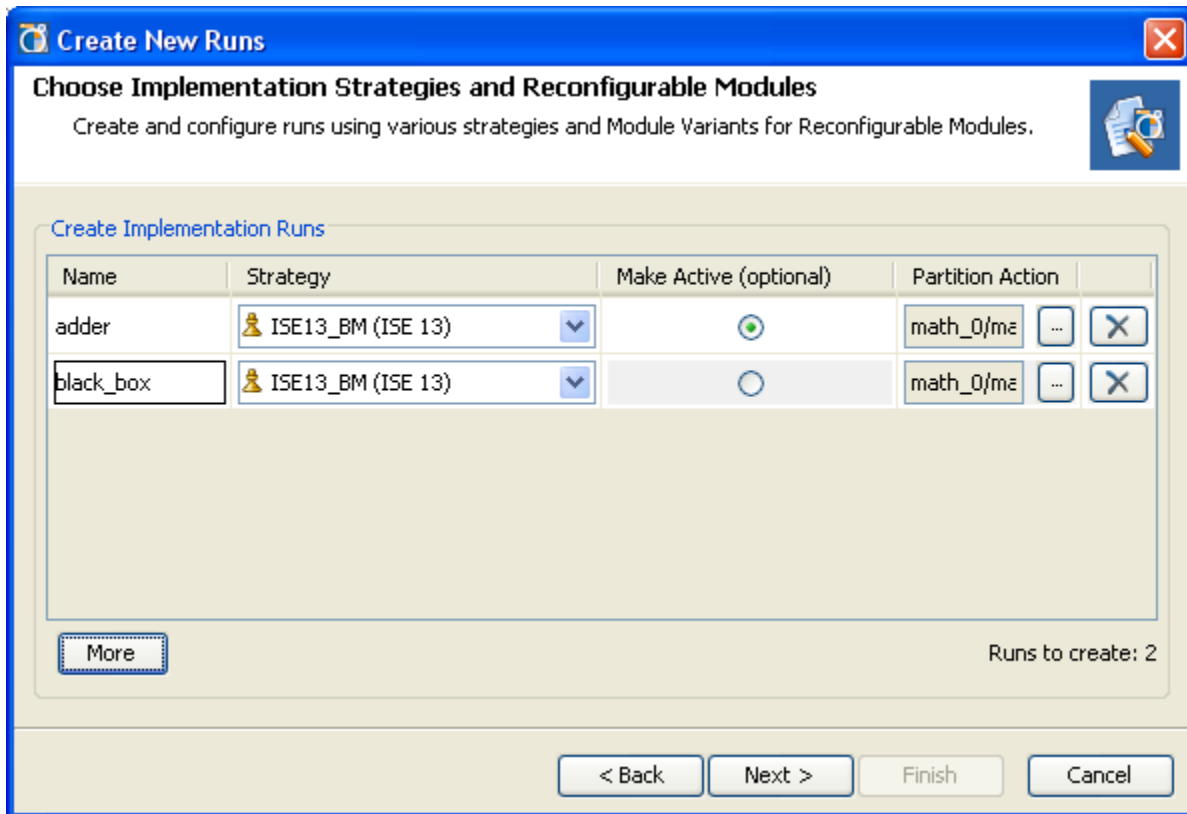 Create New Runs
Choose Implementation Strategies and Reconfigurable Modules
Create and configure runs using various strategies and Module Variants for Reconfigurable Modules.
Create Implementation Runs
Name Strategy Make Active (optional) Partition Action
adder ISE13_BM (ISE 13) math_0/ma ...
black_box ISE13_BM (ISE 13) math_0/ma ...
More Runs to create: 2
< Back Next > Finish Cancel